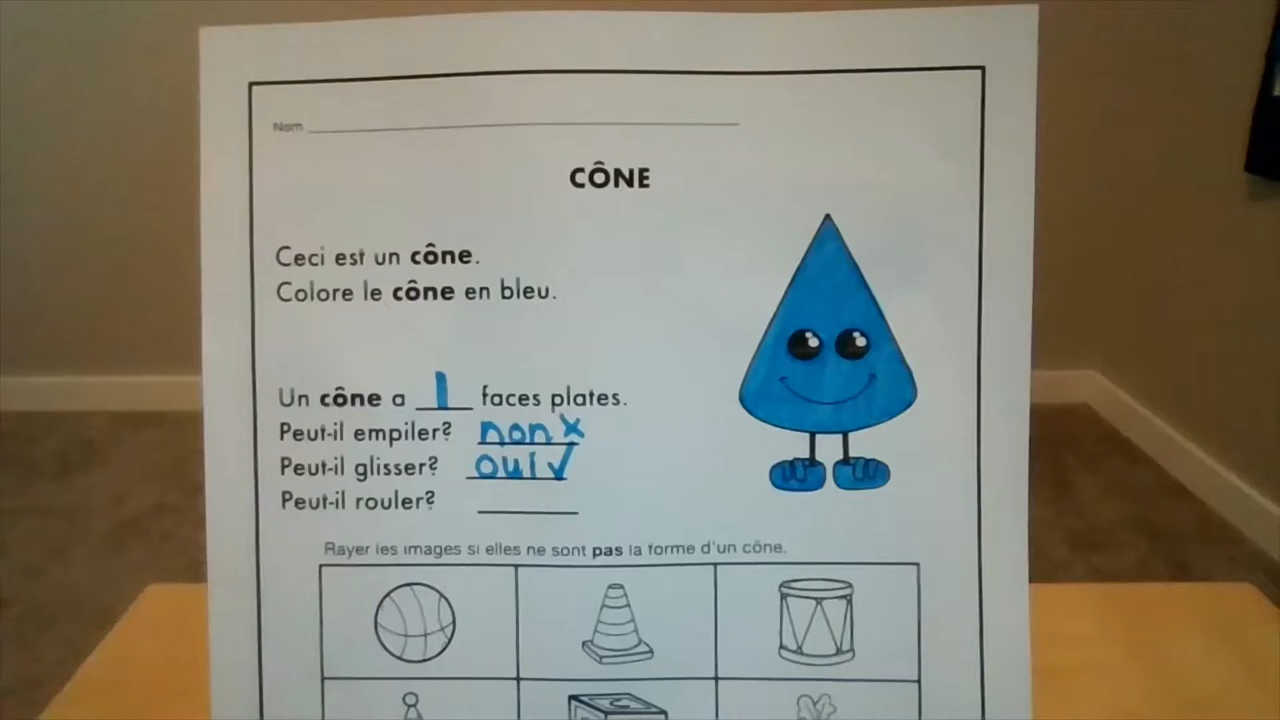 Nom
CÔNE
Ceci est un cône.
Colore le cône en bleu.
Un cône a 1 faces plates.
Peut-il empiler? non x
Peut-il glisser? oui ✓
Peut-il rouler?
Rayer les images si elles ne sont pas la forme d'un cône.